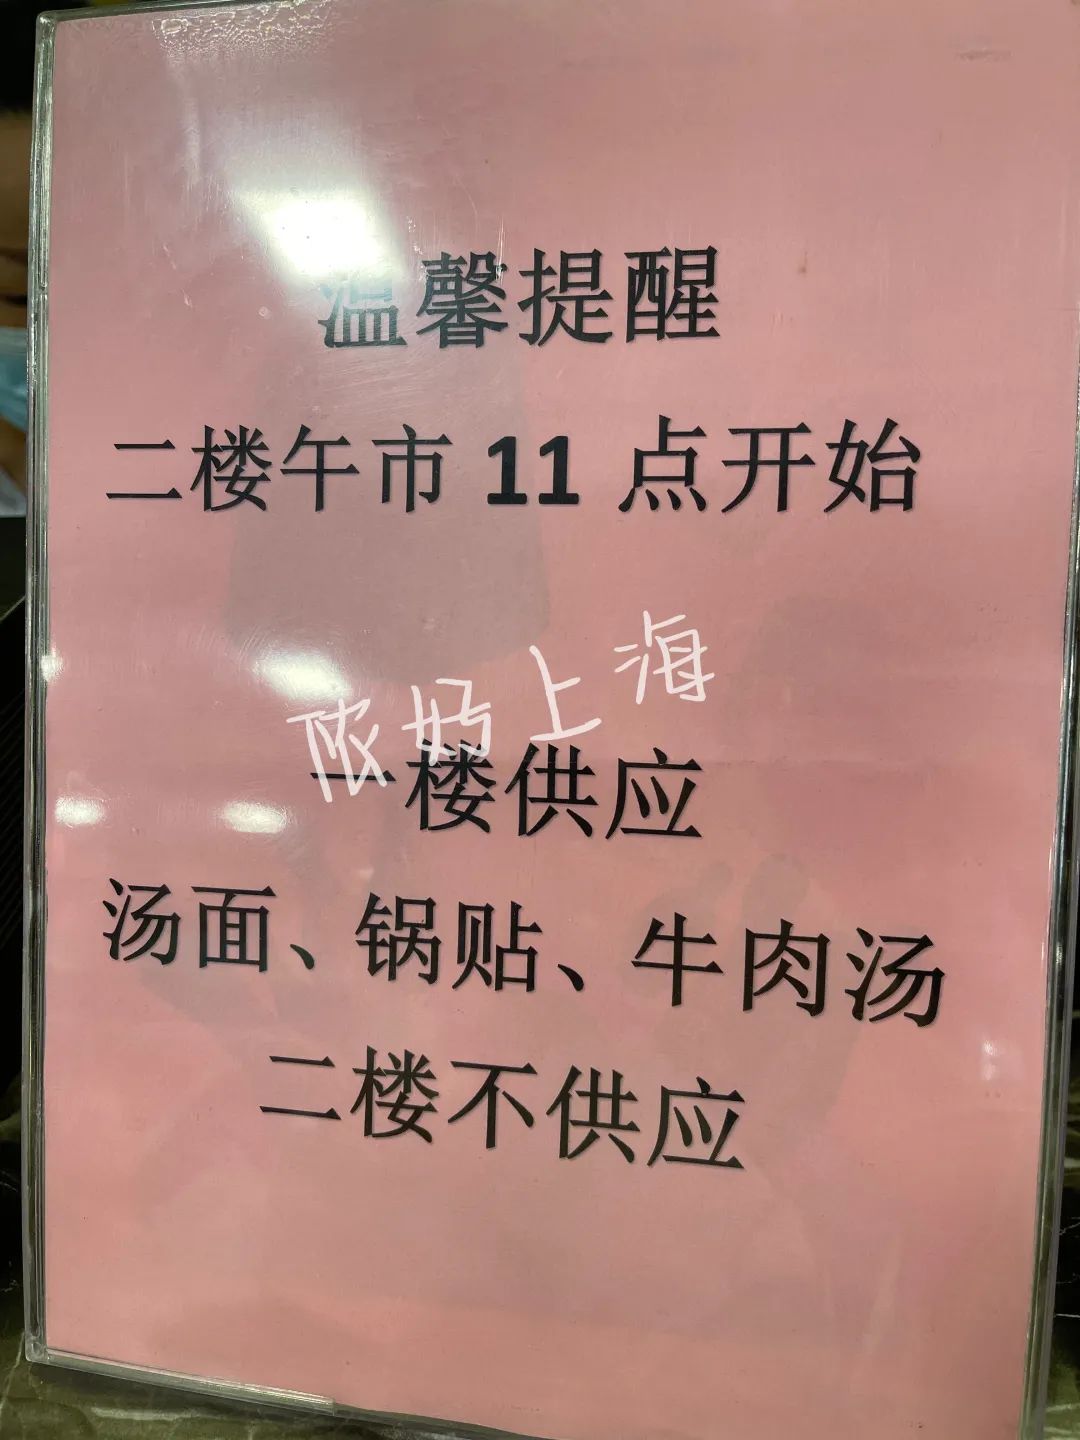 温馨提醒
二楼午市 11 点开始
侬好上海
一楼供应
汤面、锅贴、牛肉汤
二楼不供应